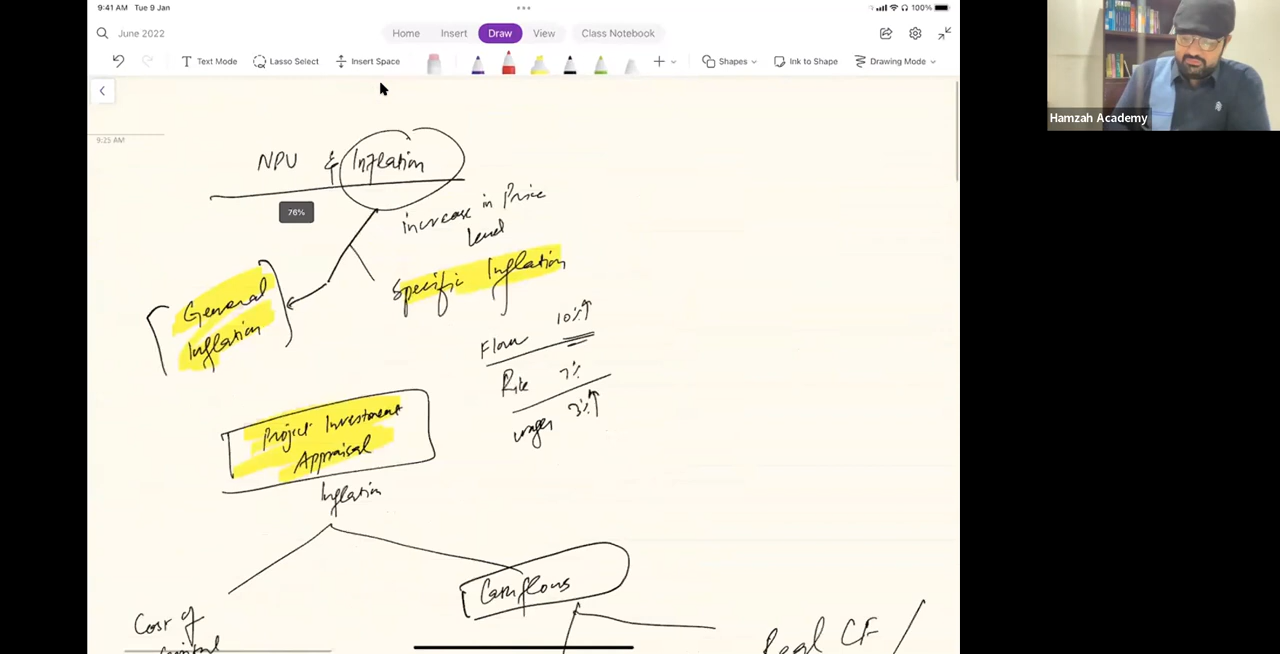 9:41 AM Tue 9 Jan
100%
June 2022
Home Insert Draw View Class Notebook
Text Mode Lasso Select Insert Space Shapes Ink to Shape Drawing Mode
Hamzah Academy
9:25 AM
NPV & Inflation
76%
increase in Price
Level
Specific Inflation
General
Inflation
Flour 10%↑
Rice 7%
wages 3%↑
Project Investment
Appraisal
Inflation
Cashflows
Cost of
Capital
Real CF /